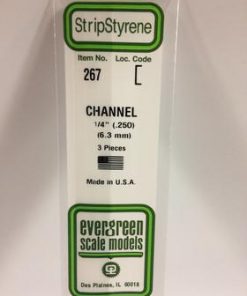 StripStyrene
Item No. Loc. Code
267
CHANNEL
1/4" (.250)
(6.3 mm)
3 Pieces
Made in U.S.A.
evergreen
scale models
Des Plaines, IL 60018